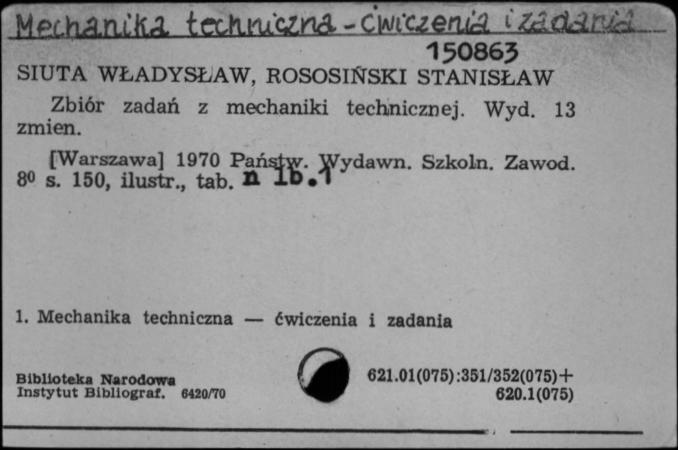 Mechanika techniczna - ćwiczenia i zadania
150863
SIUTA WŁADYSŁAW, ROSOSIŃSKI STANISŁAW
Zbiór zadań z mechaniki technicznej. Wyd. 13
zmien.
[Warszawa] 1970 Państw. Wydawn. Szkoln. Zawod.
8⁰ s. 150, ilustr., tab. n lb.1
1. Mechanika techniczna — ćwiczenia i zadania
Biblioteka Narodowa
Instytut Bibliograf. 6420/70
621.01(075):351/352(075)+
620.1(075)